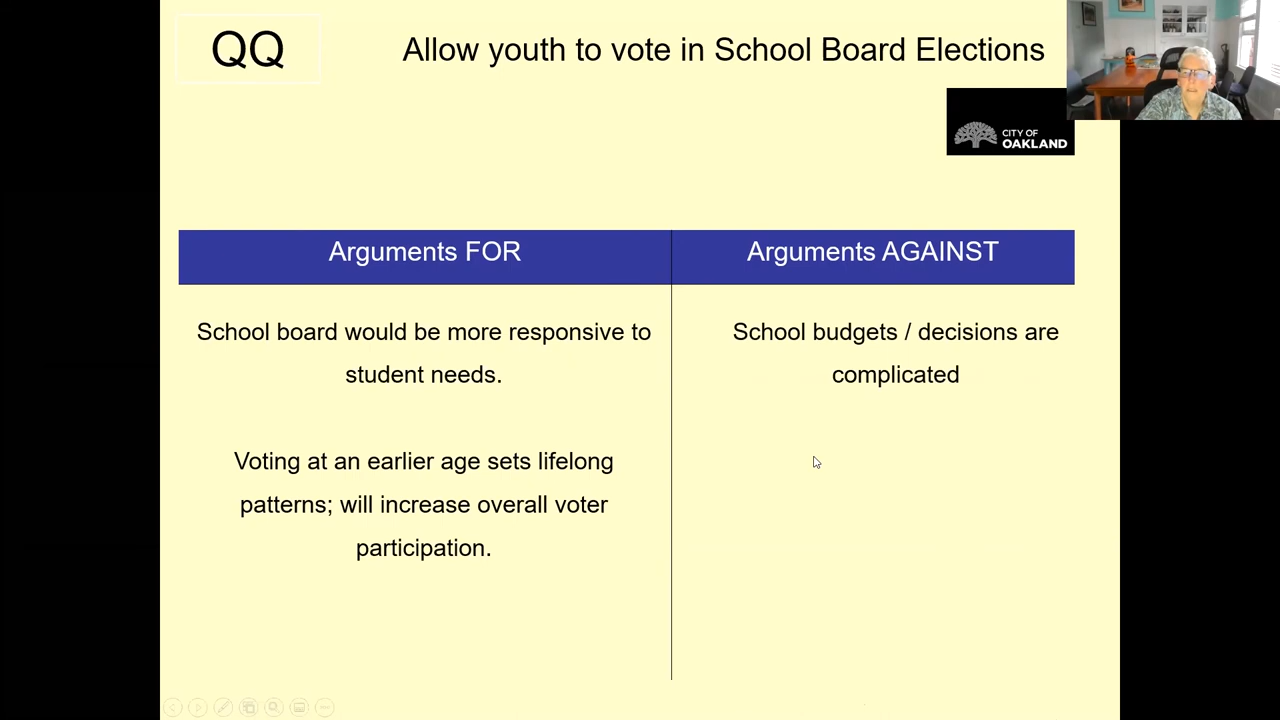 QQ
Allow youth to vote in School Board Elections
CITY OF
OAKLAND
Arguments FOR
Arguments AGAINST
School board would be more responsive to
student needs.
School budgets / decisions are
complicated
Voting at an earlier age sets lifelong
patterns; will increase overall voter
participation.